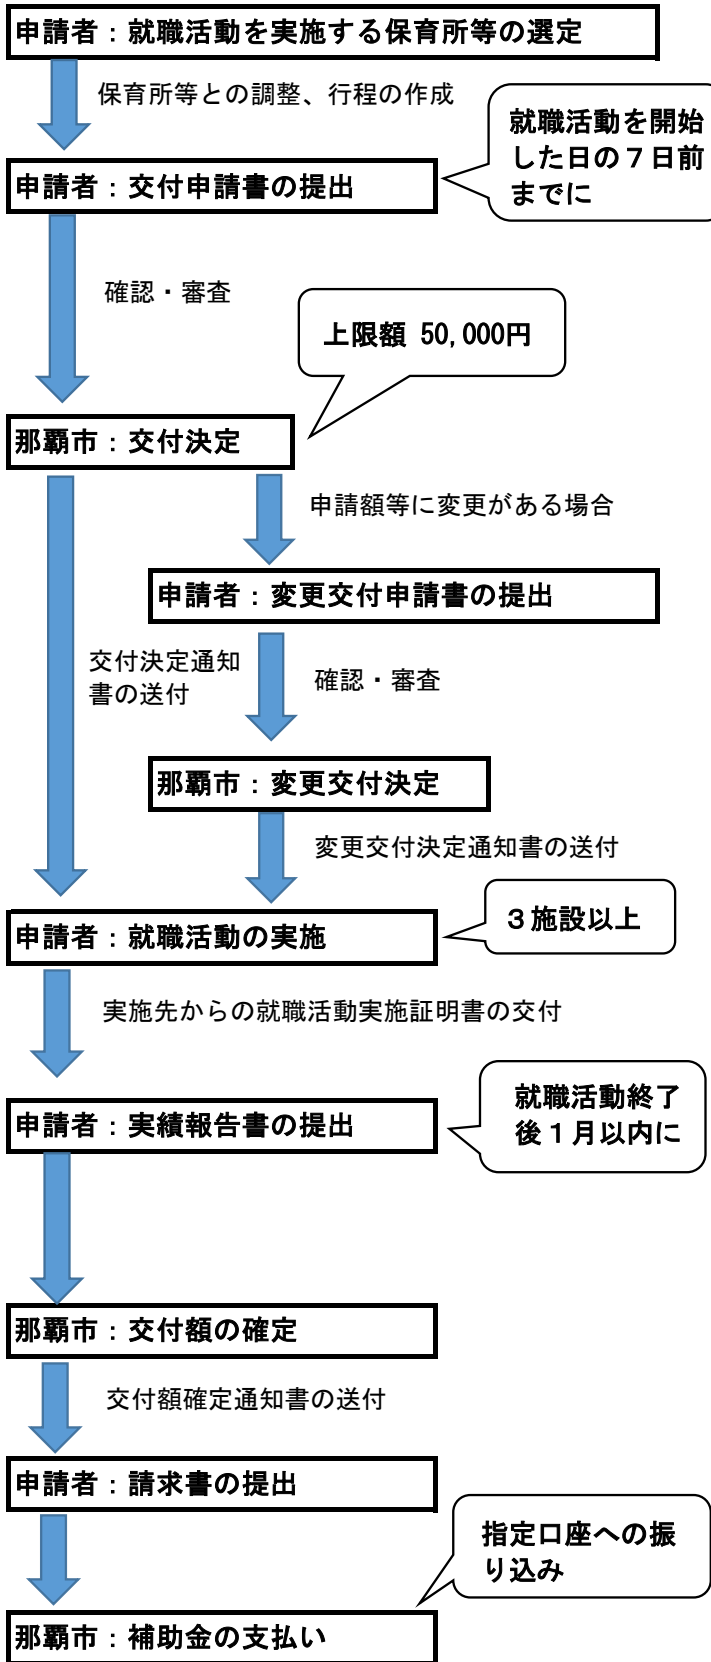 申請者：就職活動を実施する保育所等の選定
保育所等との調整、行程の作成
就職活動を開始
した日の７日前
までに
申請者：交付申請書の提出
確認・審査
上限額 50,000円
那覇市：交付決定
申請額等に変更がある場合
申請者：変更交付申請書の提出
交付決定通知
書の送付
確認・審査
那覇市：変更交付決定
変更交付決定通知書の送付
３施設以上
申請者：就職活動の実施
実施先からの就職活動実施証明書の交付
就職活動終了
後１月以内に
申請者：実績報告書の提出
那覇市：交付額の確定
交付額確定通知書の送付
申請者：請求書の提出
指定口座への振
り込み
那覇市：補助金の支払い